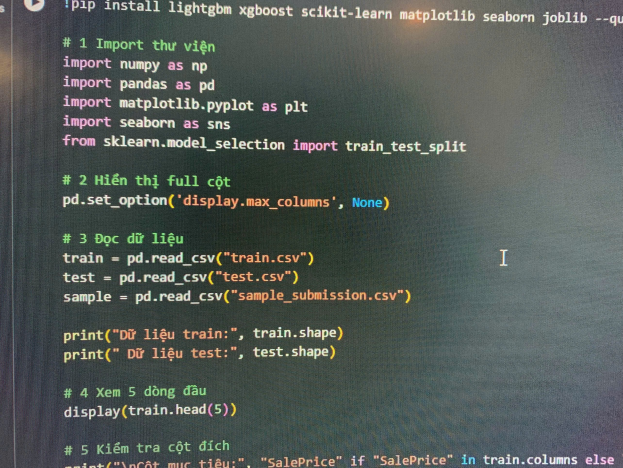 !pip install lightgbm xgboost scikit-learn matplotlib seaborn joblib
# 1 Import thư viện
import numpy as np
import pandas as pd
import matplotlib.pyplot as plt
import seaborn as sns
from sklearn.model_selection import train_test_split
# 2 Hiển thị full cột
pd.set_option('display.max_columns', None)
# 3 Đọc dữ liệu
train = pd.read_csv("train.csv")
test = pd.read_csv("test.csv")
sample = pd.read_csv("sample_submission.csv")
print("Dữ liệu train:", train.shape)
print(" Dữ liệu test:", test.shape)
# 4 Xem 5 dòng đầu
display(train.head(5))
# 5 Kiểm tra cột đích
print("\nCột mục tiêu:", "SalePrice" if "SalePrice" in train.columns else